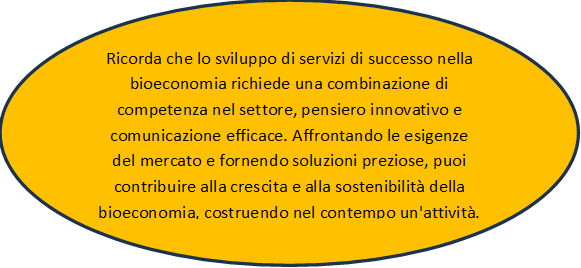 Ricorda che lo sviluppo di servizi di successo nella
bioeconomia richiede una combinazione di
competenza nel settore, pensiero innovativo e
comunicazione efficace. Affrontando le esigenze
del mercato e fornendo soluzioni preziose, puoi
contribuire alla crescita e alla sostenibilità della
bioeconomia, costruendo nel contempo un'attività.